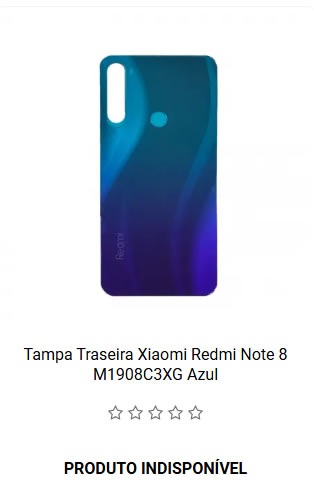 Redmi
Tampa Traseira Xiaomi Redmi Note 8
M1908C3XG Azul
PRODUTO INDISPONÍVEL